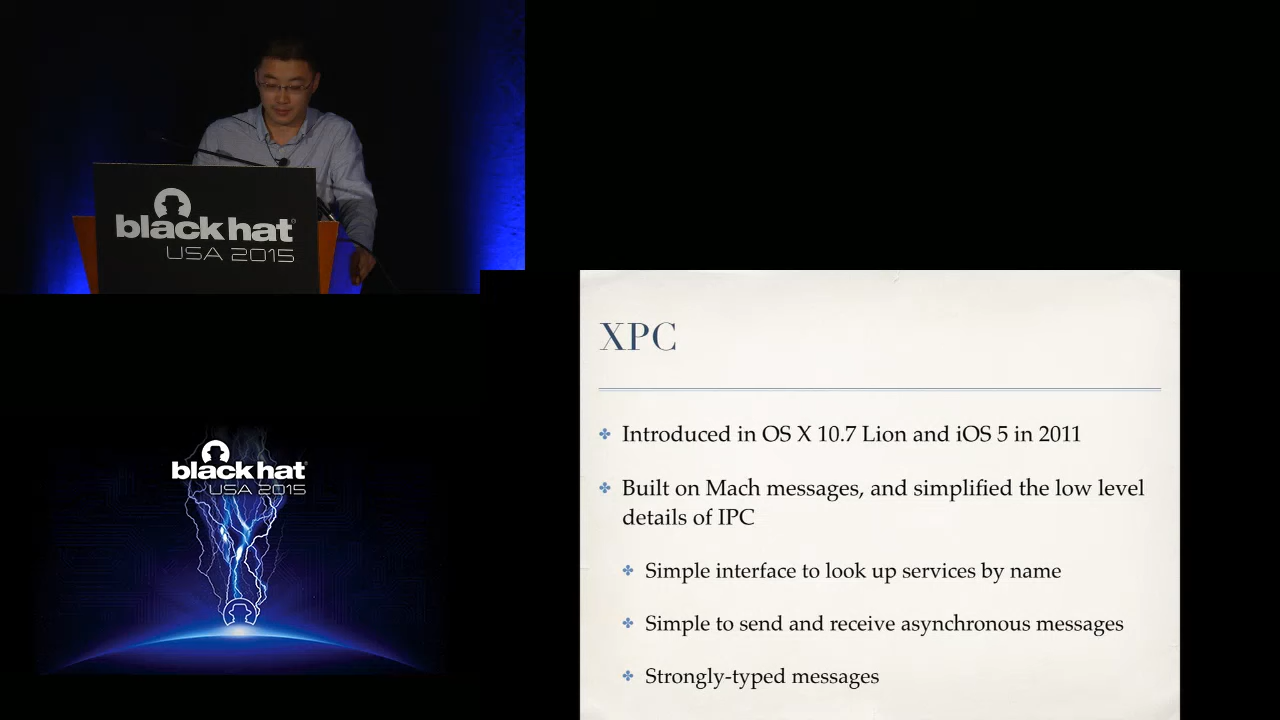 black hat
USA 2015
XPC
Introduced in OS X 10.7 Lion and iOS 5 in 2011
Built on Mach messages, and simplified the low level
details of IPC
Simple interface to look up services by name
Simple to send and receive asynchronous messages
Strongly-typed messages
black hat
USA 2015